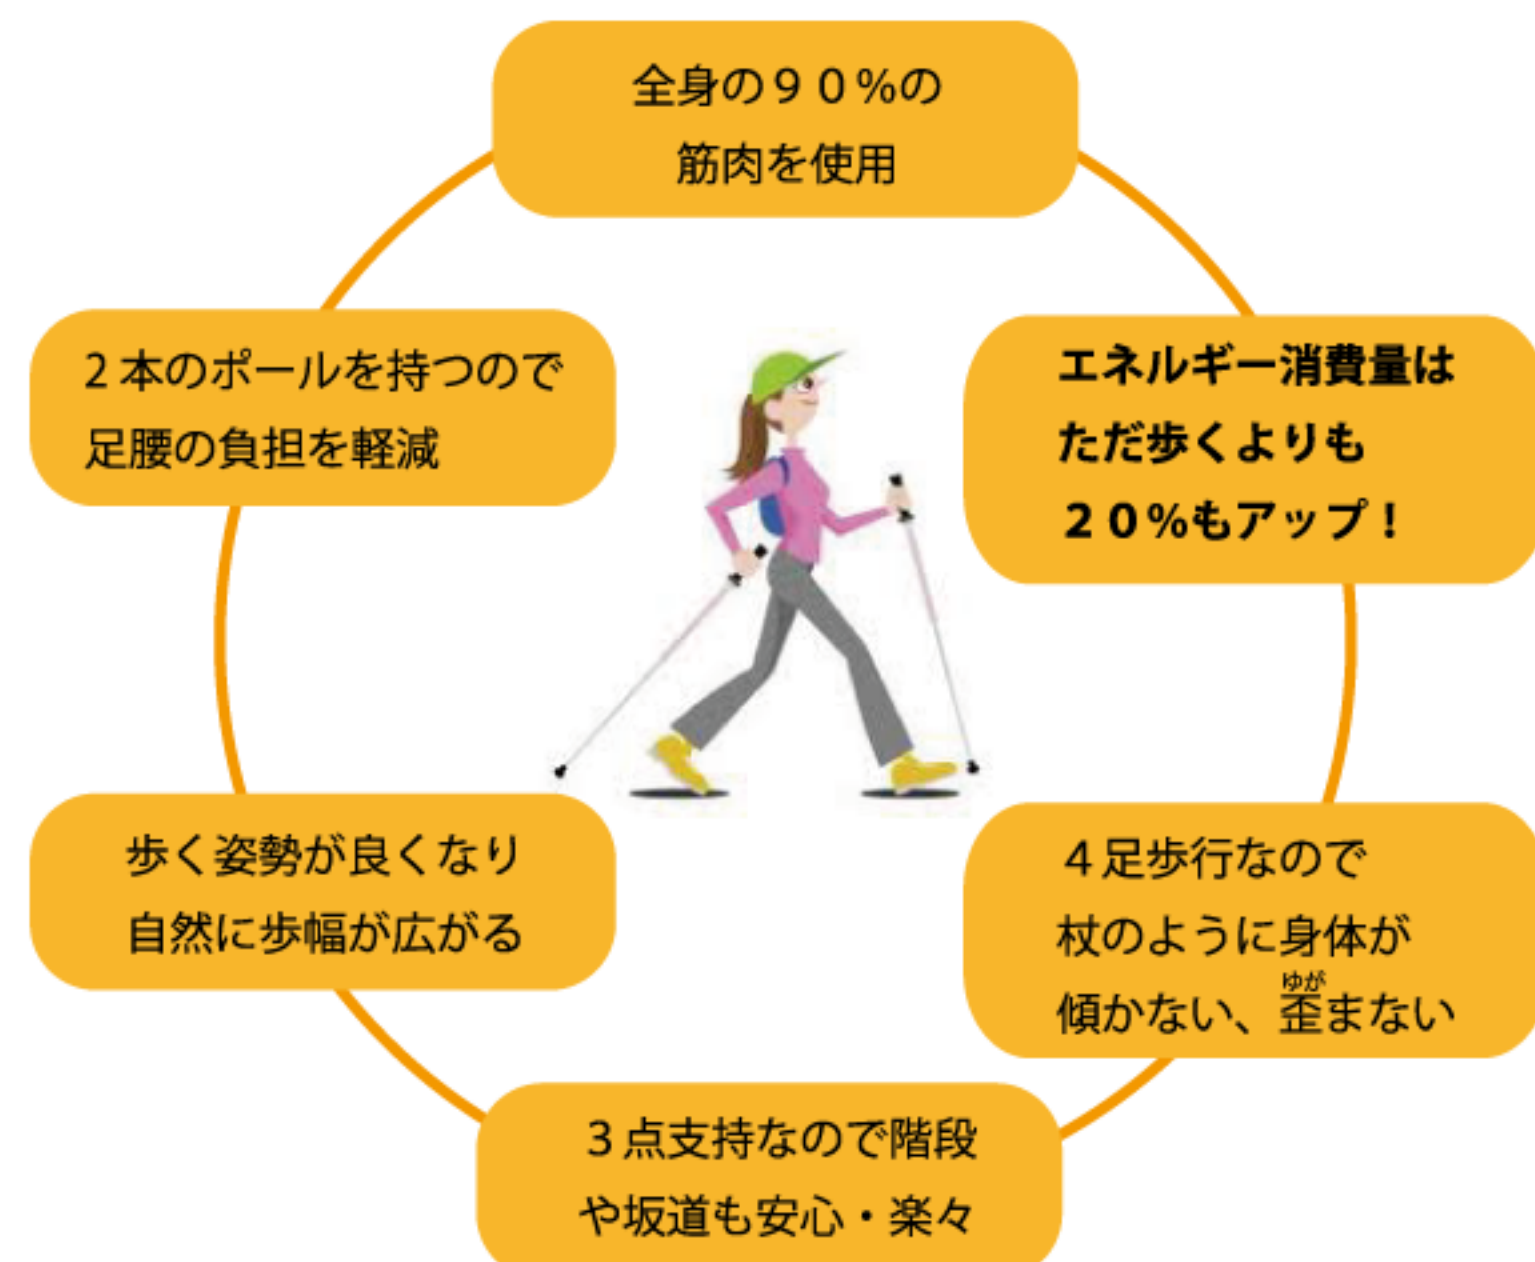 全身の９０％の
筋肉を使用
エネルギー消費量は
ただ歩くよりも
２０％もアップ！
４足歩行なので
杖のように身体が
ゆが
傾かない、歪まない
３点支持なので階段
や坂道も安心・楽々
歩く姿勢が良くなり
自然に歩幅が広がる
2 本のポールを持つので
足腰の負担を軽減